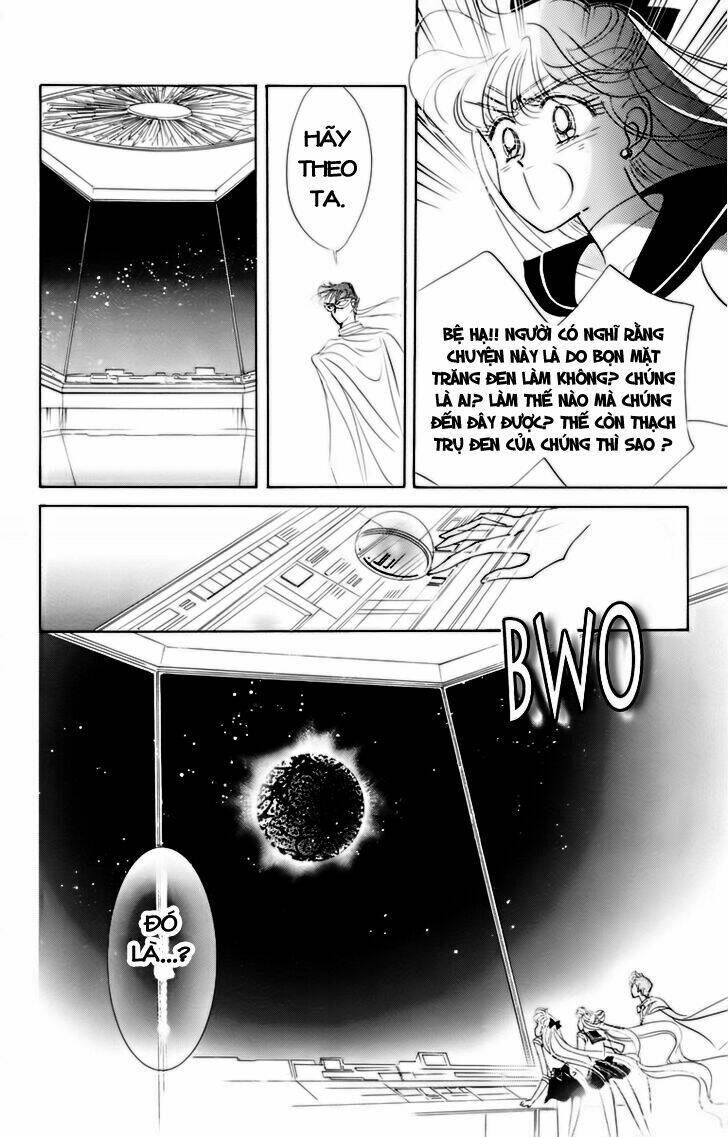 HÃY
THEO
TA.
BỆ HẠ!! NGƯỜI CÓ NGHĨ RẰNG
CHUYỆN NÀY LÀ DO BỌN MẶT
TRĂNG ĐEN LÀM KHÔNG? CHÚNG
LÀ AI? LÀM THẾ NÀO MÀ CHÚNG
ĐẾN ĐÂY ĐƯỢC? THẾ CÒN THẠCH
TRỤ ĐEN CỦA CHÚNG THÌ SAO ?
BWO
ĐÓ
LÀ...?